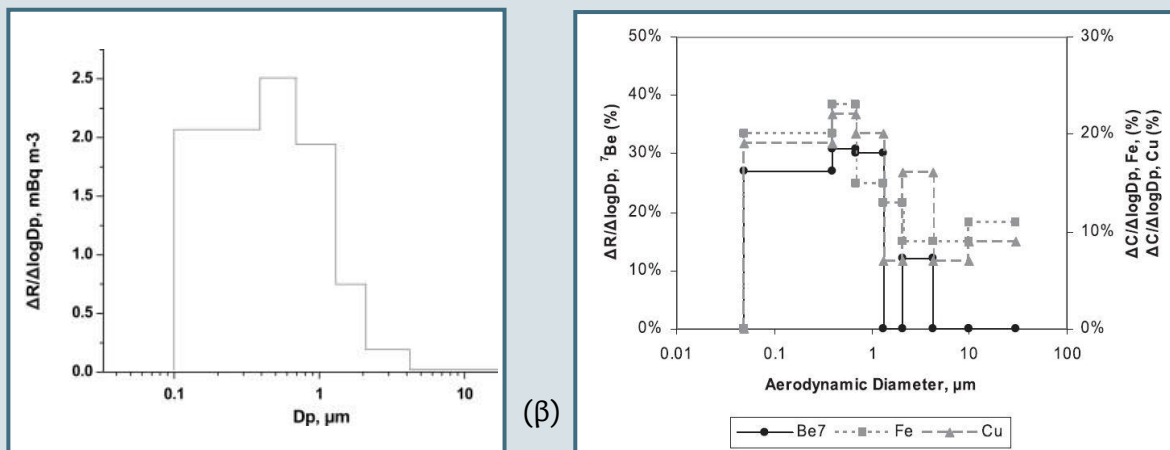 ΔR/ΔlogDp, mBq m-3
2.5
2.0
1.5
1.0
0.5
0.0
0.1
1
10
Dp, μm
(β)
ΔR/ΔlogDp, ⁷Be (%)
50%
40%
30%
20%
10%
0%
30%
20%
10%
0%
ΔC/ΔlogDp, Fe, (%)
ΔC/ΔlogDp, Cu (%)
0.01
0.1
1
10
100
Aerodynamic Diameter, μm
Be7
Fe
Cu